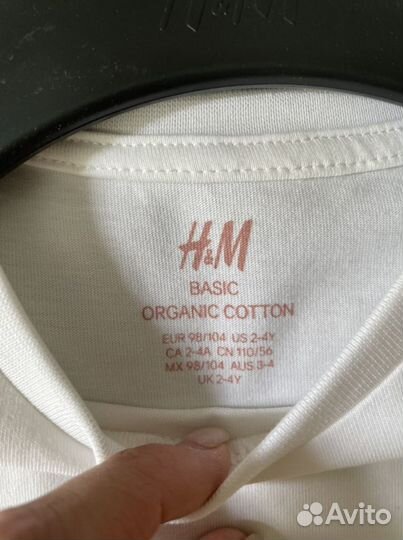 H&M
H&M
BASIC
ORGANIC COTTON
EUR 98/104 US 2-4Y
CA 2-4A CN 110/56
MX 98/104 AUS 3-4
UK 2-4Y
Avito